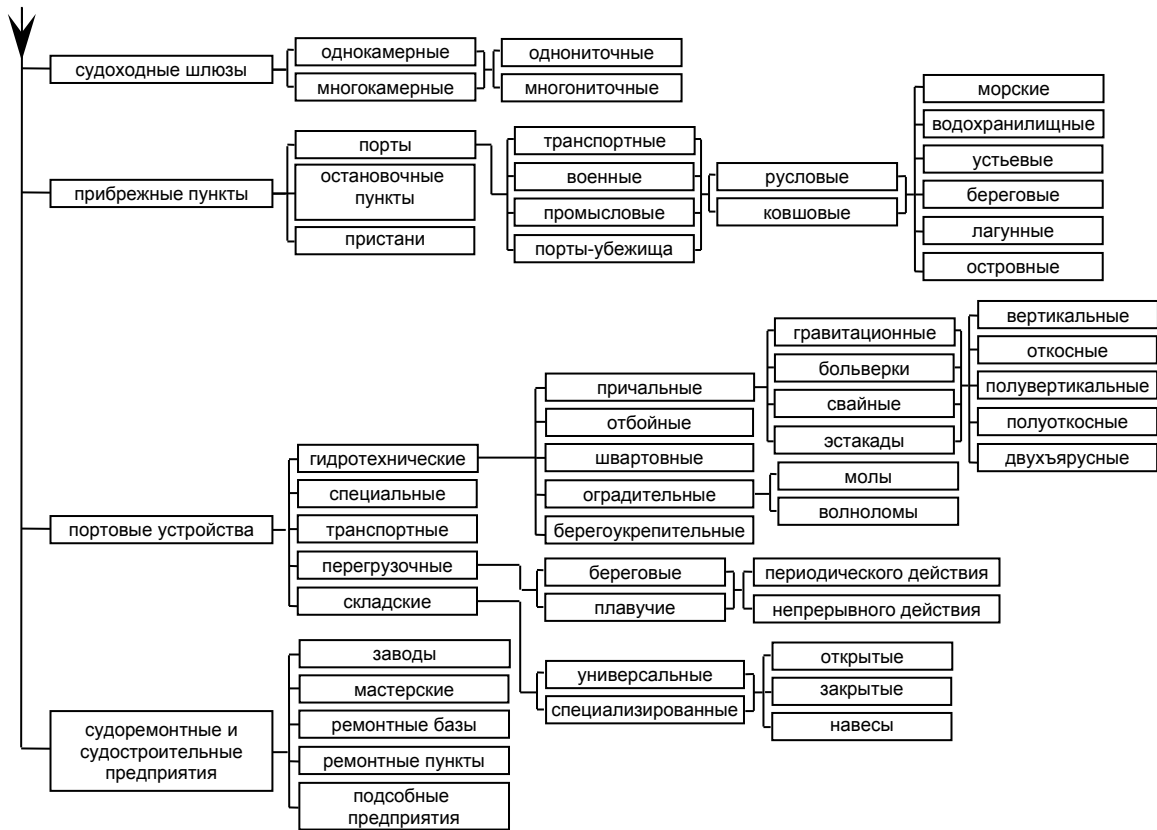 судоходные шлюзы
однокамерные
многокамерные
однониточные
многониточные
прибрежные пункты
порты
остановочные
пункты
пристани
транспортные
военные
промысловые
порты-убежища
русловые
ковшовые
морские
водохранилищные
устьевые
береговые
лагунные
островные
портовые устройства
гидротехнические
специальные
транспортные
перегрузочные
складские
причальные
отбойные
швартовные
оградительные
берегоукрепительные
гравитационные
больверки
свайные
эстакады
вертикальные
откосные
полувертикальные
полуоткосные
двухъярусные
молы
волноломы
береговые
плавучие
периодического действия
непрерывного действия
универсальные
специализированные
открытые
закрытые
навесы
судоремонтные и
судостроительные
предприятия
заводы
мастерские
ремонтные базы
ремонтные пункты
подсобные
предприятия